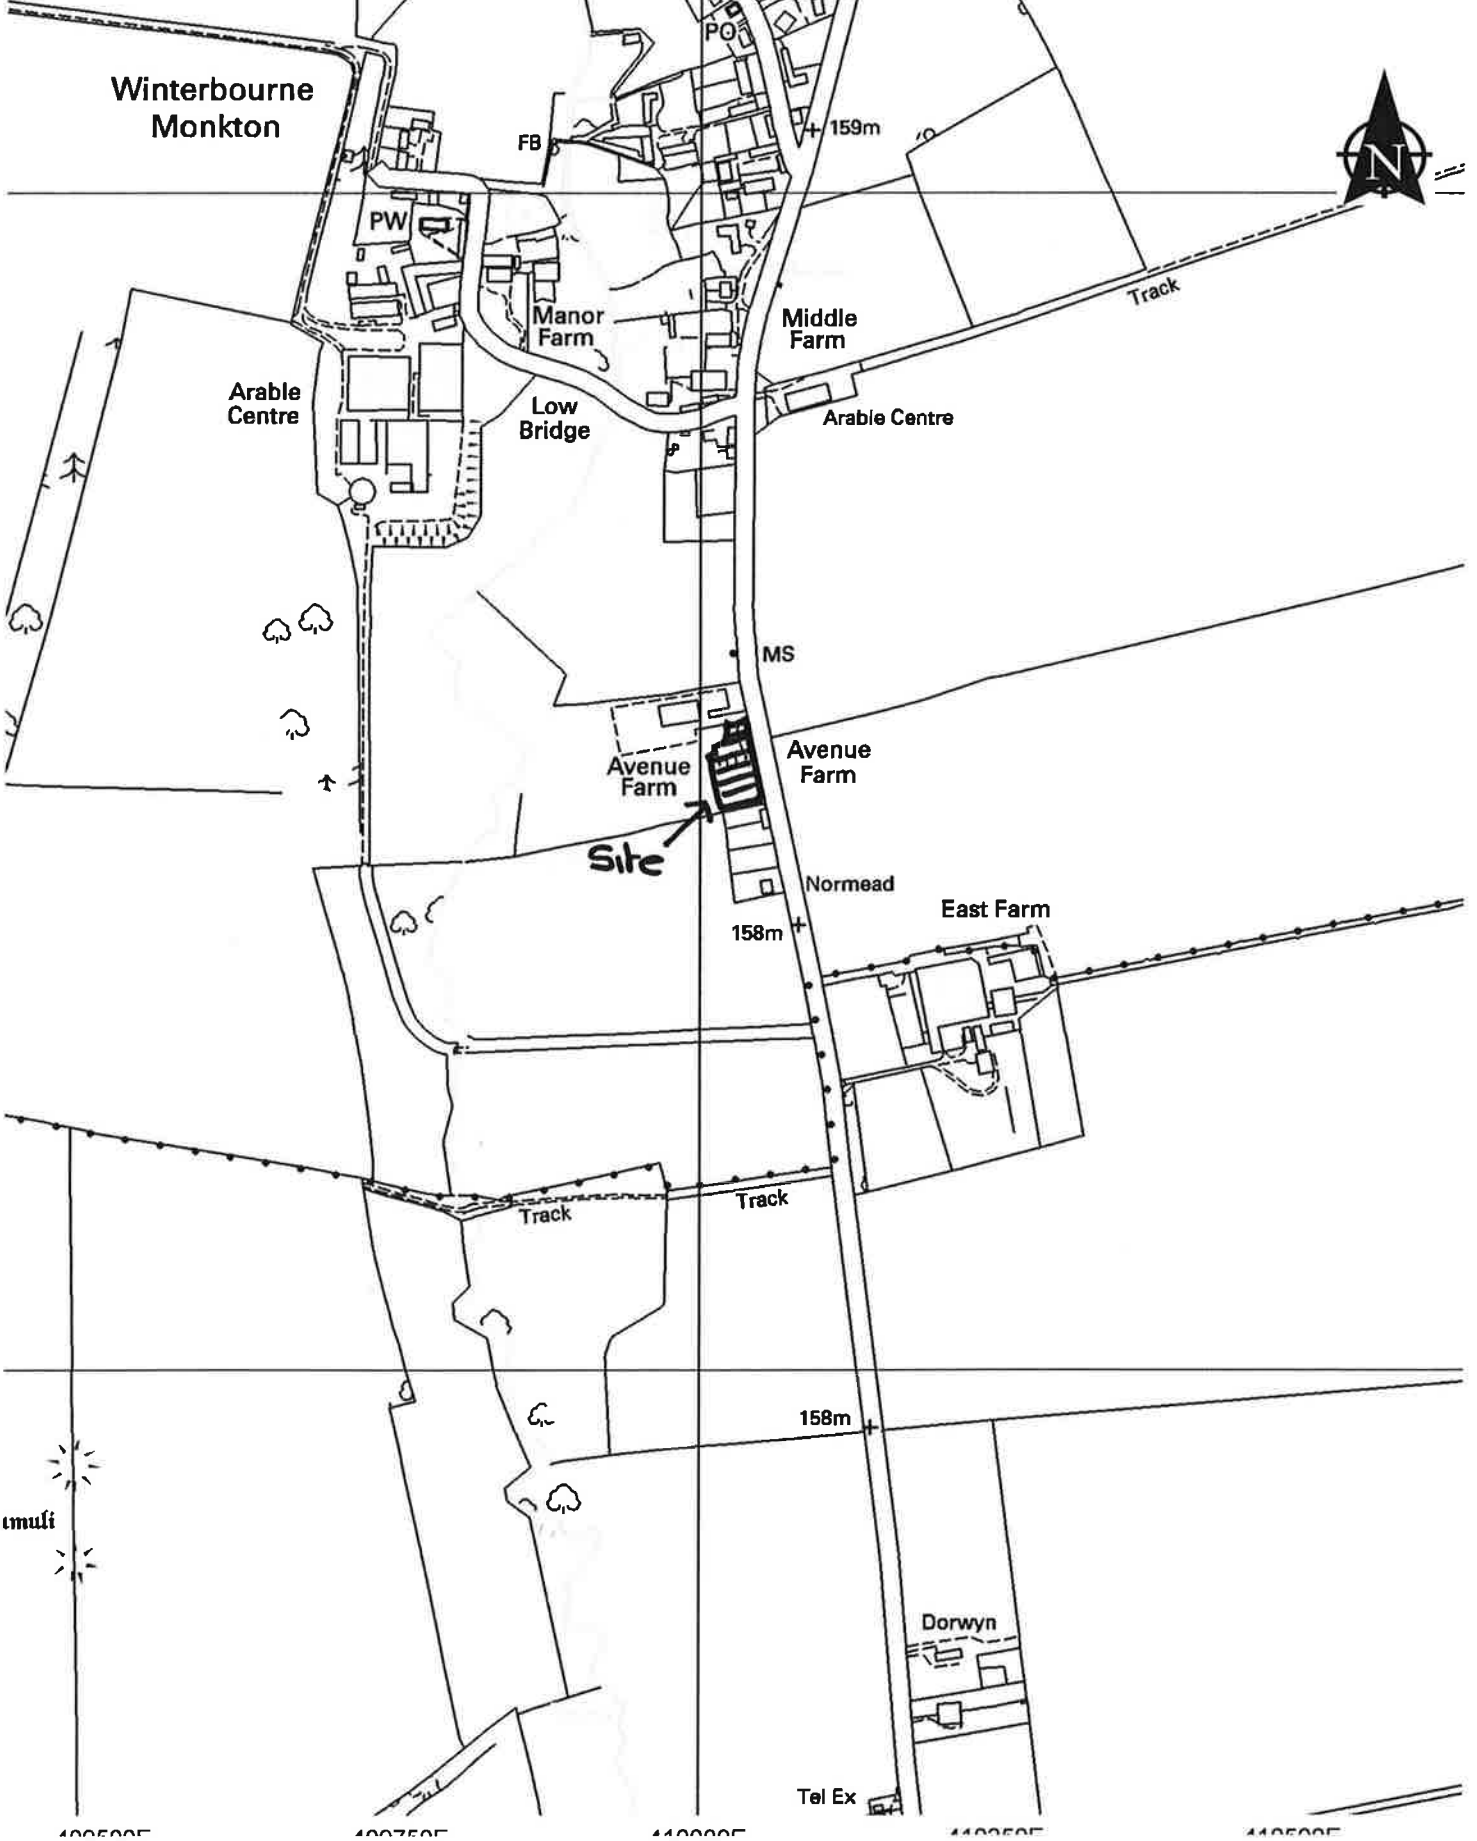 PO
Winterbourne
Monkton
159m
FB
N
PW
Track
Manor
Farm
Middle
Farm
Arable
Centre
Low
Bridge
Arable Centre
MS
Avenue
Farm
Avenue
Farm
Site
Normead
East Farm
158m
Track
Track
158m
Dorwyn
Tel Ex